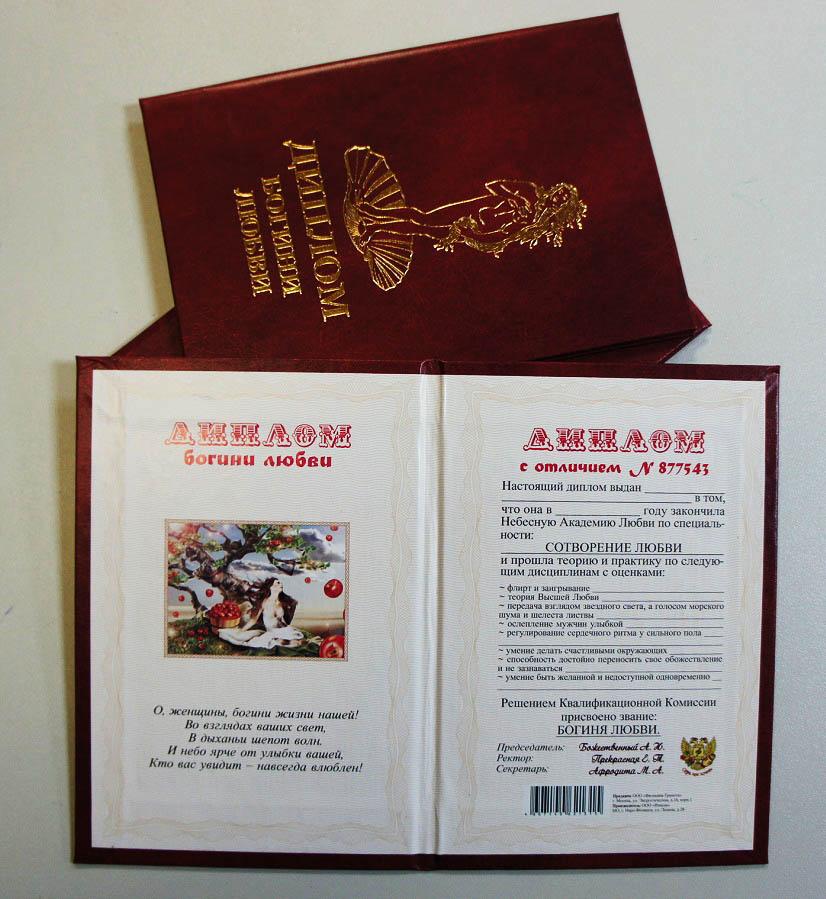 ДИПЛОМ
БОГИНИ
ЛЮБВИ
ДИПЛОМ
богини любви
О, женщины, богини жизни нашей!
Во взглядах ваших свет,
В дыханьи шепот волн.
И небо ярче от улыбки вашей,
Кто вас увидит – навсегда влюблен!
ДИПЛОМ
с отличием N 877543
Настоящий диплом выдан
в том,
что она в году закончила
Небесную Академию Любви по специаль-
ности:
СОТВОРЕНИЕ ЛЮБВИ
и прошла теорию и практику по следую-
щим дисциплинам с оценками:
~ флирт и заигрывание
~ теория Высшей Любви
~ передача взглядом звездного света, а голосом морского
шума и шелеста листвы
~ ослепление мужчин улыбкой
~ регулирование сердечного ритма у сильного пола
~ умение делать счастливыми окружающих
~ способность достойно переносить свое обожествление
и не зазнаваться
~ умение быть желанной и недоступной одновременно
Решением Квалификационной Комиссии
присвоено звание:
БОГИНЯ ЛЮБВИ.
Председатель: Божественный А. Н.
Ректор: Прекрасная Е. Т.
Секретарь: Афродита М. А.